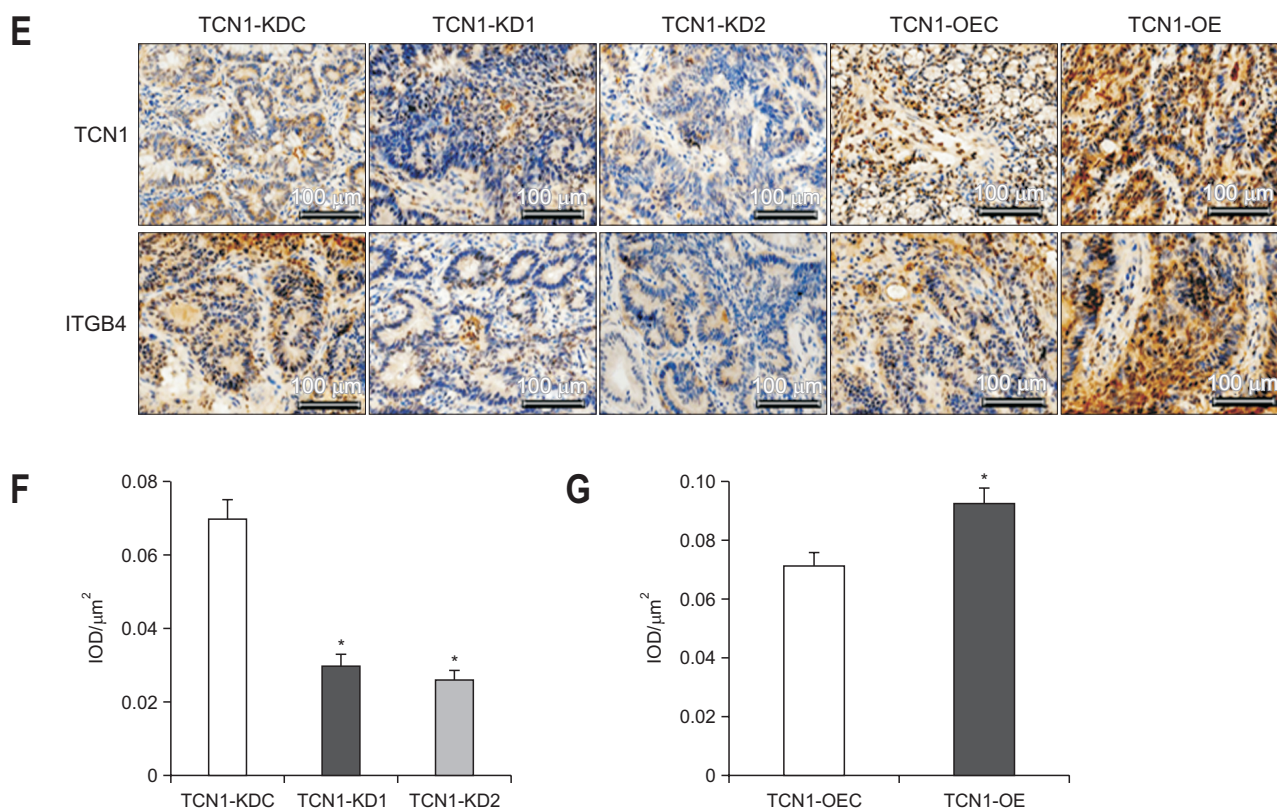 E
TCN1-KDC TCN1-KD1 TCN1-KD2 TCN1-OEC TCN1-OE
TCN1
100 μm 100 μm 100 μm 100 μm 100 μm
ITGB4
100 μm 100 μm 100 μm 100 μm 100 μm
F
0.08
0.06
0.04
0.02
0
IOD/μm²
*
*
TCN1-KDC TCN1-KD1 TCN1-KD2
G
0.10
0.08
0.06
0.04
0.02
0
IOD/μm²
*
TCN1-OEC TCN1-OE